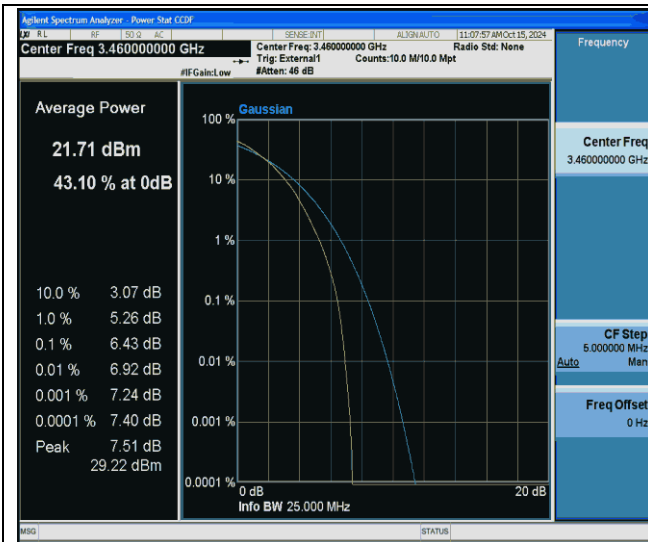 Agilent Spectrum Analyzer - Power Stat CCDF
RL RF 50 Ω AC SENSE:INT ALIGNAUTO 11:07:57 AM Oct 15, 2024
Center Freq 3.460000000 GHz
Center Freq: 3.460000000 GHz Radio Std: None
Trig: External1 Counts:10.0 M/10.0 Mpt
#IFGain:Low #Atten: 46 dB
Frequency
Average Power
21.71 dBm
43.10 % at 0dB
10.0 % 3.07 dB
1.0 % 5.26 dB
0.1 % 6.43 dB
0.01 % 6.92 dB
0.001 % 7.24 dB
0.0001 % 7.40 dB
Peak 7.51 dB
29.22 dBm
Gaussian
100 %
10 %
1 %
0.1 %
0.01 %
0.001 %
0.0001 %
0 dB 20 dB
Info BW 25.000 MHz
Center Freq
3.460000000 GHz
CF Step
5.000000 MHz
Auto Man
Freq Offset
0 Hz
MSG STATUS